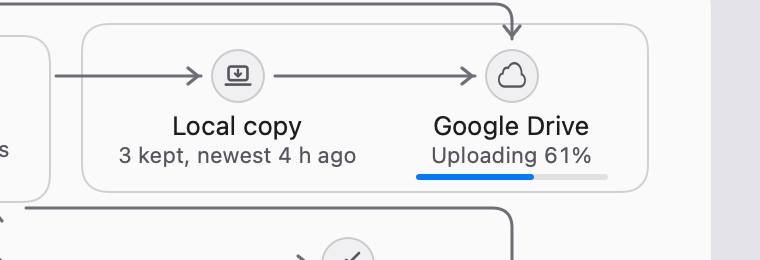 Local copy
3 kept, newest 4 h ago
Google Drive
Uploading 61%
s